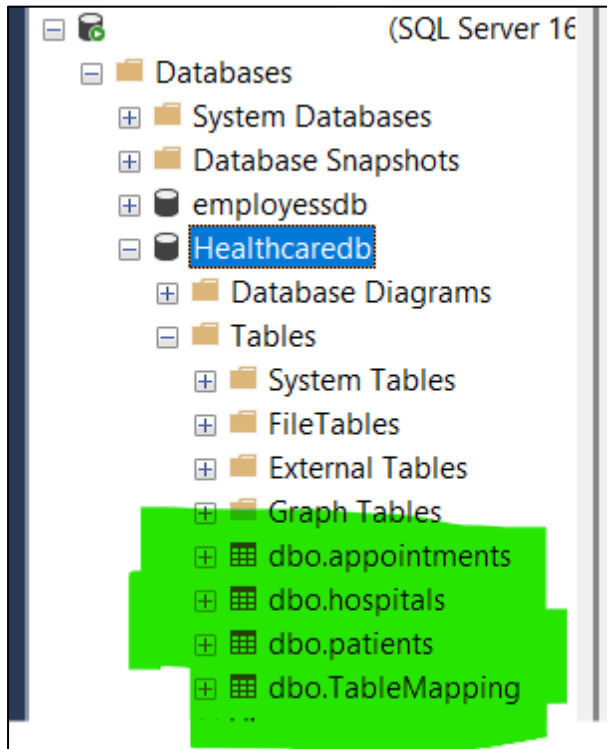 (SQL Server 16
Databases
System Databases
Database Snapshots
employessdb
Healthcaredb
Database Diagrams
Tables
System Tables
FileTables
External Tables
Graph Tables
dbo.appointments
dbo.hospitals
dbo.patients
dbo.TableMapping